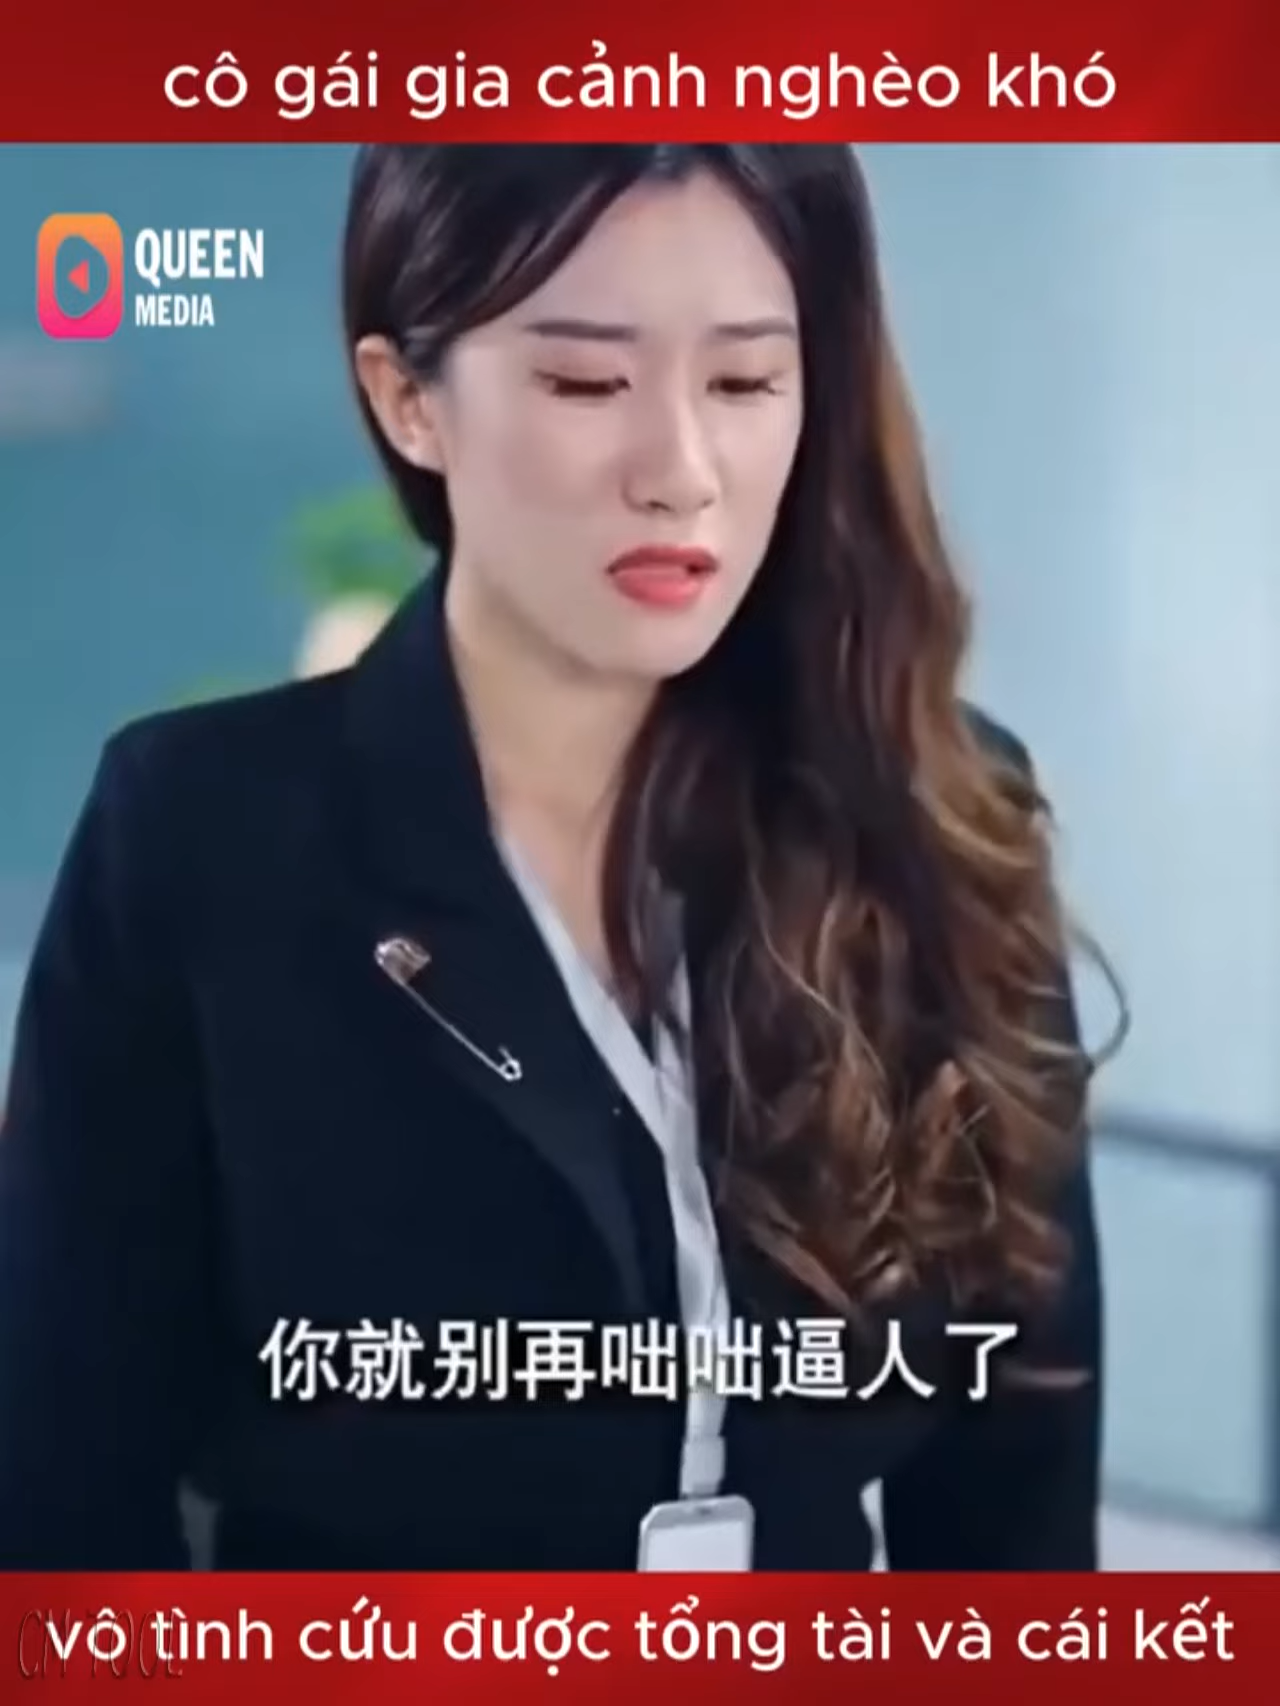 cô gái gia cảnh nghèo khó
QUEEN
MEDIA
你就别再咄咄逼人了
vô tình cứu được tổng tài và cái kết